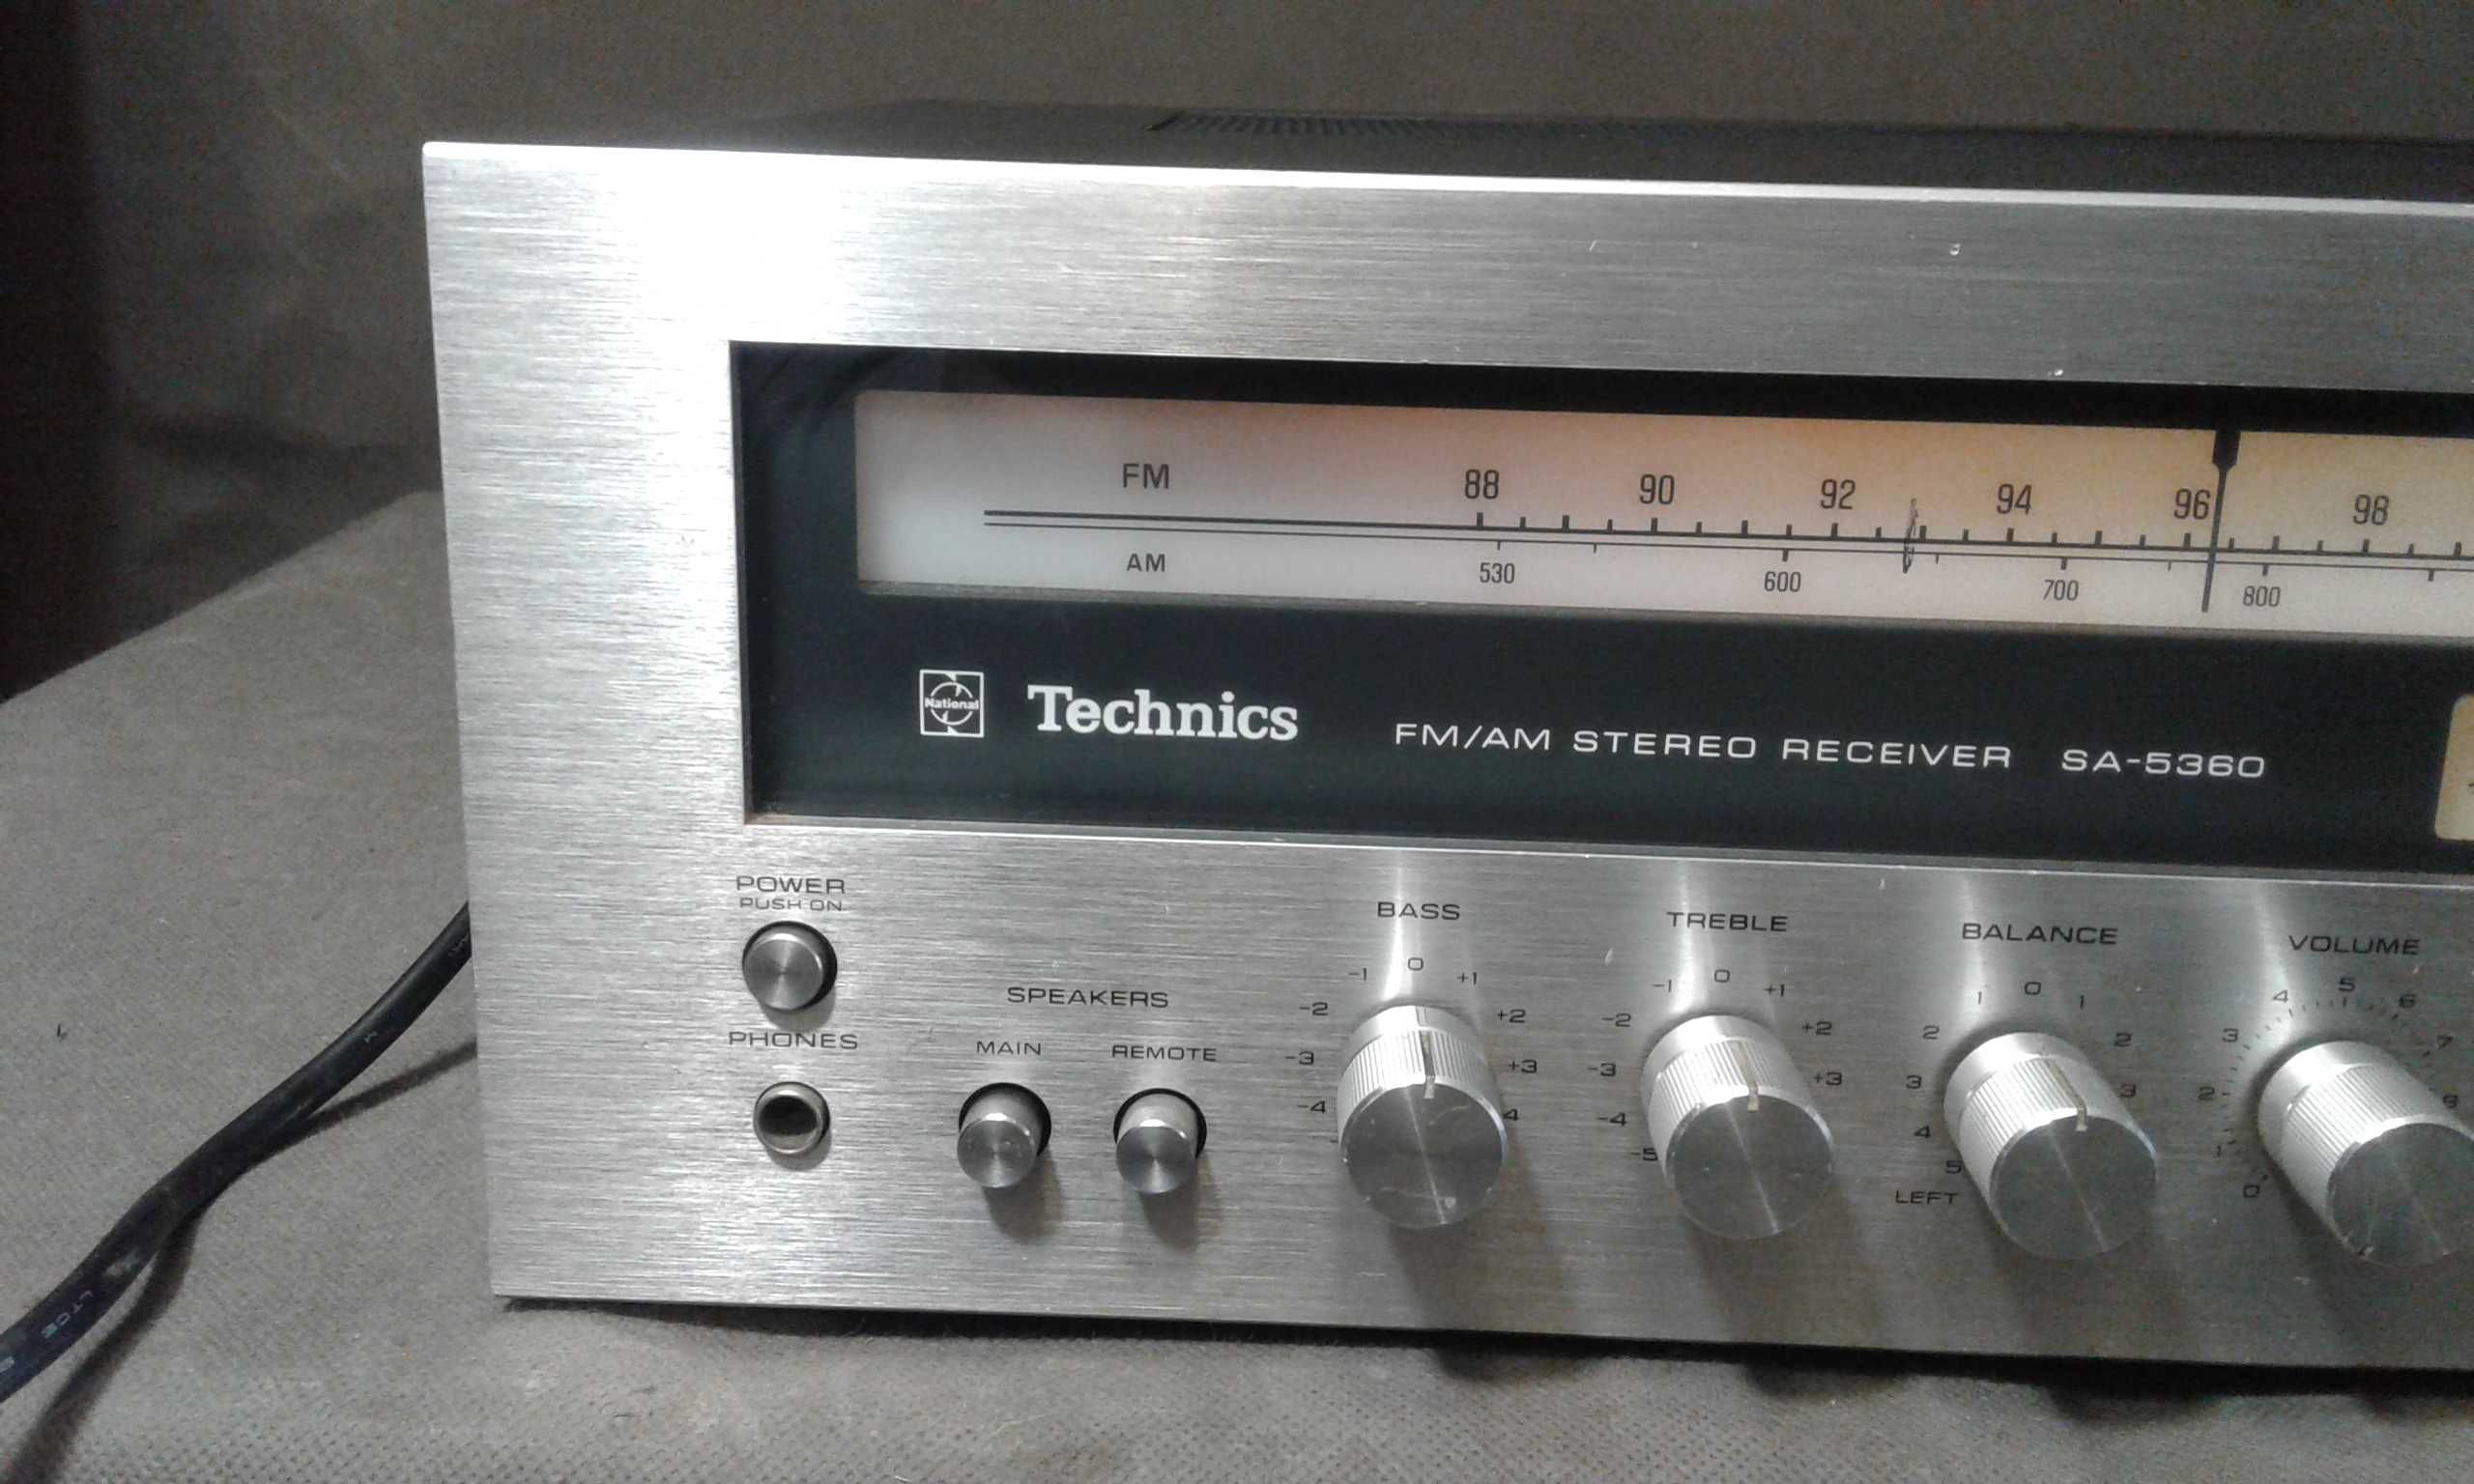 FM 88 90 92 94 96 98
AM 530 600 700 800
National Technics FM/AM STEREO RECEIVER SA-5360
POWER
PUSH ON
PHONES
SPEAKERS
MAIN REMOTE
BASS
-4 -3 -2 -1 0 +1 +2 +3 4
TREBLE
-5 -4 -3 -2 -1 0 +1 +2 +3
BALANCE
5 4 3 2 1 0 1 2 3
LEFT
VOLUME
0 1 2 3 4 5 6 7 8
LTCE